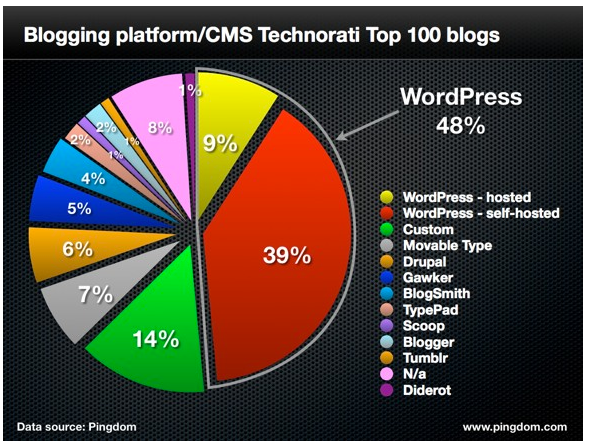 Blogging platform/CMS Technorati Top 100 blogs
WordPress
48%
1%
9%
39%
14%
7%
6%
5%
4%
2%
1%
2%
1%
8%
WordPress - hosted
WordPress - self-hosted
Custom
Movable Type
Drupal
Gawker
BlogSmith
TypePad
Scoop
Blogger
Tumblr
N/a
Diderot
Data source: Pingdom
www.pingdom.com